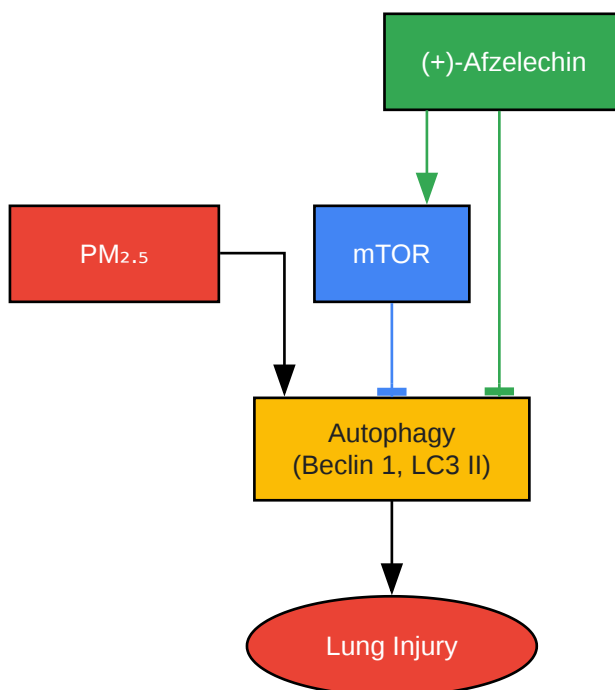 (+)-Afzelechin
PM₂.₅
mTOR
Autophagy
(Beclin 1, LC3 II)
Lung Injury